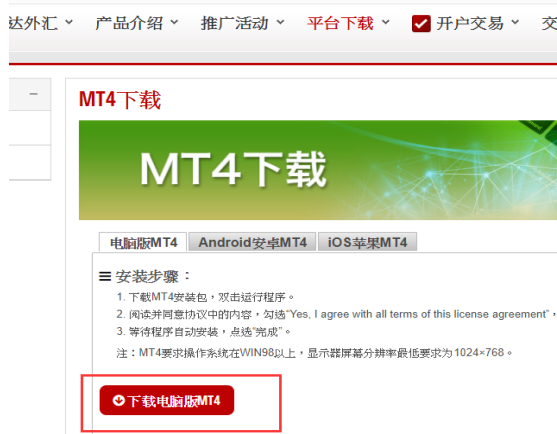 达外汇 产品介绍 推广活动 平台下载 开户交易 交
MT4下载
MT4下载
电脑版MT4 Android安卓MT4 iOS苹果MT4
安装步骤：
1. 下载MT4安装包，双击运行程序。
2. 阅读并同意协议中的内容，勾选"Yes, I agree with all terms of this license agreement"，
3. 等待程序自动安装，点选"完成"。
注：MT4要求操作系统在WIN98以上，显示器屏幕分辨率最低要求为1024×768。
下载电脑版MT4